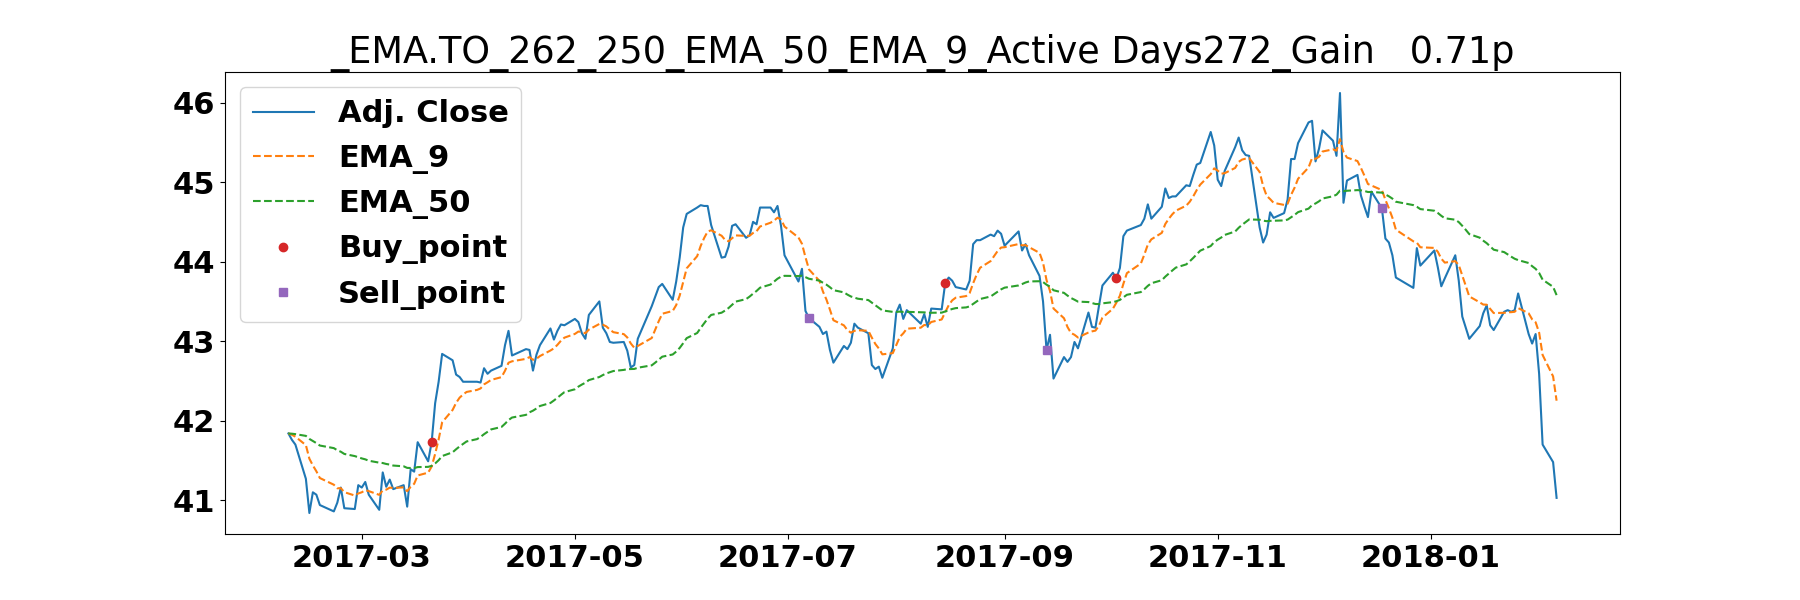 _EMA.TO_262_250_EMA_50_EMA_9_Active Days272_Gain   0.71p
46
45
44
43
42
41
Adj. Close
EMA_9
EMA_50
Buy_point
Sell_point
2017-03 2017-05 2017-07 2017-09 2017-11 2018-01